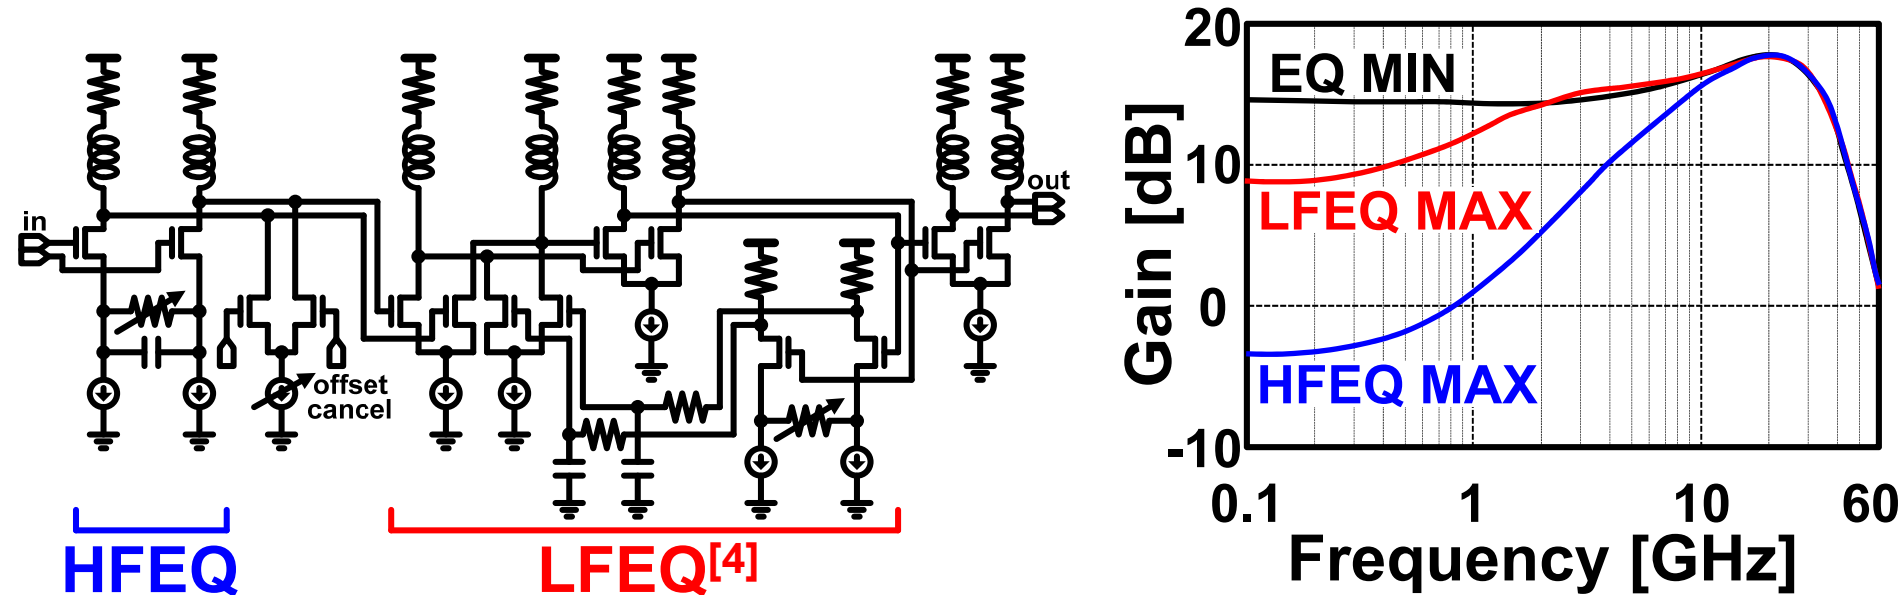 in
offset
cancel
out
HFEQ
LFEQ[4]
Gain [dB]
20
10
0
-10
EQ MIN
LFEQ MAX
HFEQ MAX
0.1
1
10
60
Frequency [GHz]